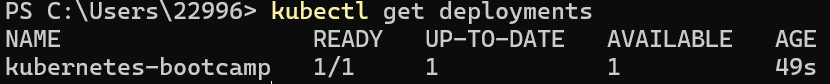 PS C:\Users\22996> kubectl get deployments
NAME                  READY   UP-TO-DATE   AVAILABLE   AGE
kubernetes-bootcamp   1/1     1            1           49s